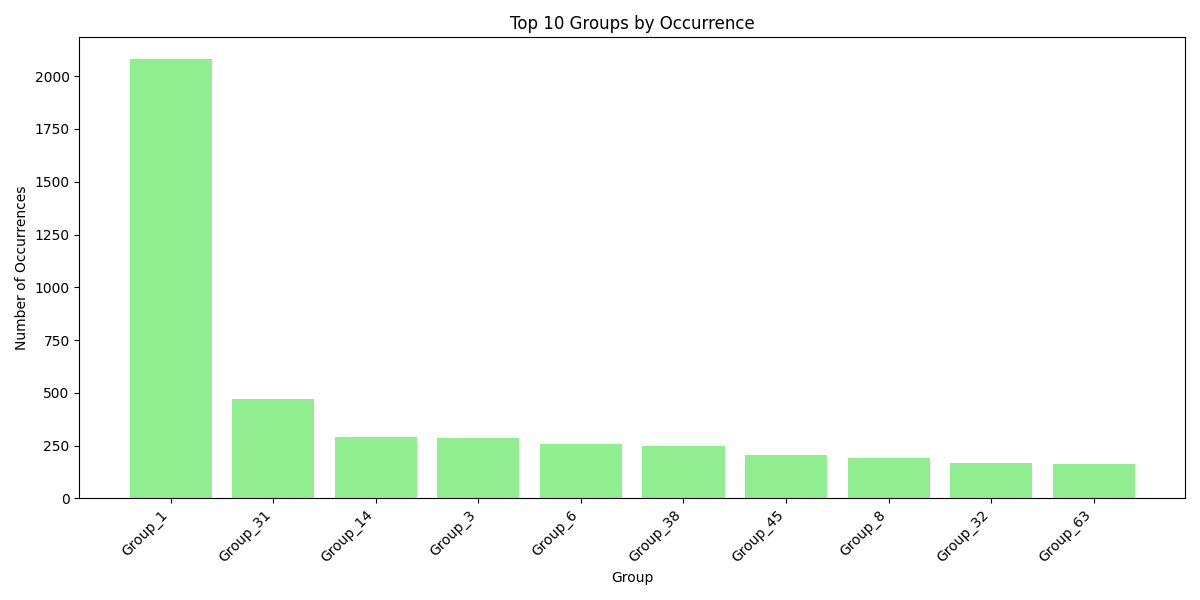 Top 10 Groups by Occurrence
Number of Occurrences
2000
1750
1500
1250
1000
750
500
250
0
Group_1
Group_31
Group_14
Group_3
Group_6
Group_38
Group_45
Group_8
Group_32
Group_63
Group